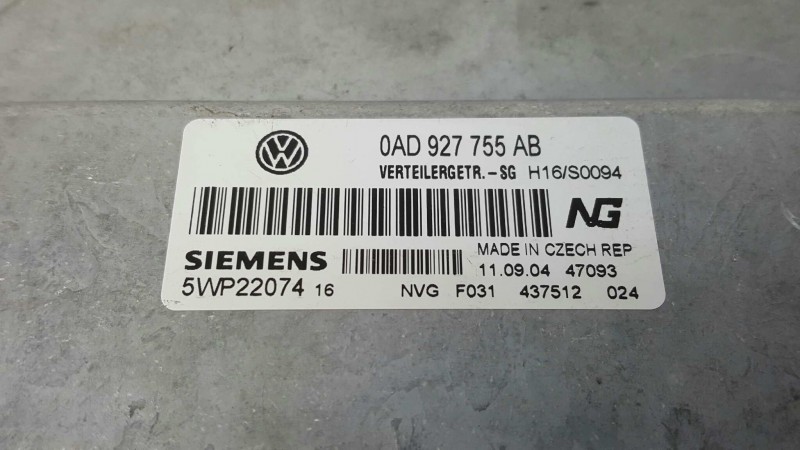 0AD 927 755 AB
VERTEILERGETR.-SG H16/S0094
NG
SIEMENS
MADE IN CZECH REP
11.09.04 47093
5WP22074 16
NVG F031 437512 024